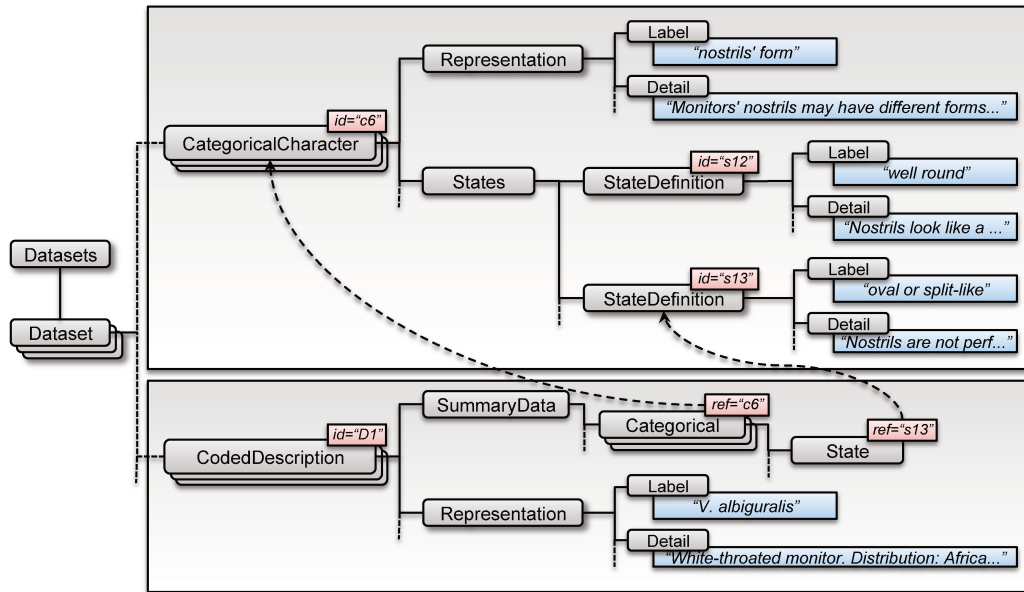 Label
“nostrils' form”
Representation
Detail
“Monitors' nostrils may have different forms...”
id=“c6”
CategoricalCharacter
Label
id=“s12”
“well round”
States
StateDefinition
Detail
“Nostrils look like a ...”
Datasets
Label
id=“s13”
“oval or split-like”
StateDefinition
Detail
“Nostrils are not perf...”
Dataset
SummaryData
ref=“c6”
Categorical
ref=“s13”
State
id=“D1”
CodedDescription
Label
“V. albiguralis”
Representation
Detail
“White-throated monitor. Distribution: Africa...”